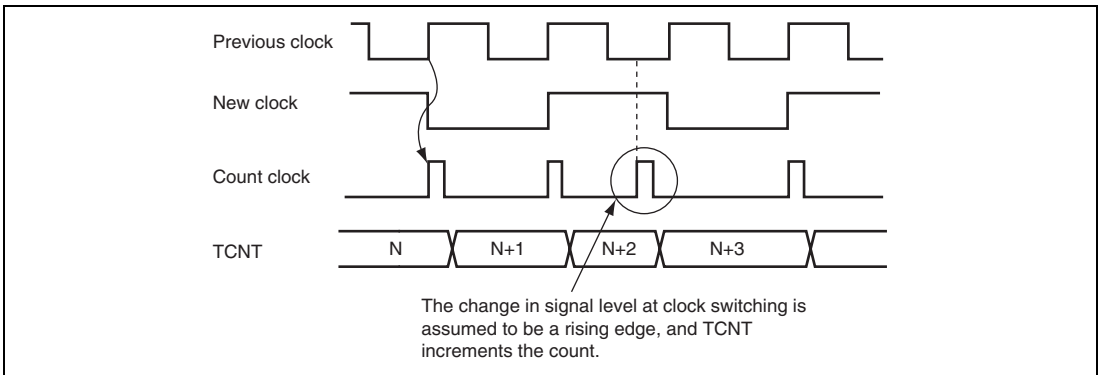 Previous clock
New clock
Count clock
TCNT N N+1 N+2 N+3
The change in signal level at clock switching is
assumed to be a rising edge, and TCNT
increments the count.